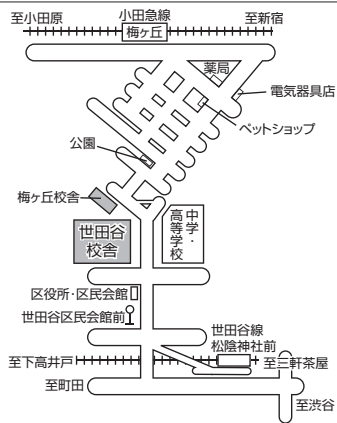 小田急線
至小田原
至新宿
梅ヶ丘
薬局
電気器具店
ペットショップ
公園
梅ヶ丘校舎
世田谷
校舎
中学・
高等学校
区役所・区民会館
世田谷区民会館前
世田谷線
松陰神社前
至下高井戸
至三軒茶屋
至町田
至渋谷